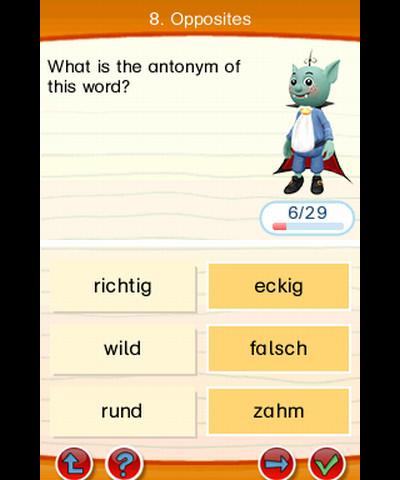 8. Opposites
What is the antonym of
this word?
6/29
richtig
eckig
wild
falsch
rund
zahm
?